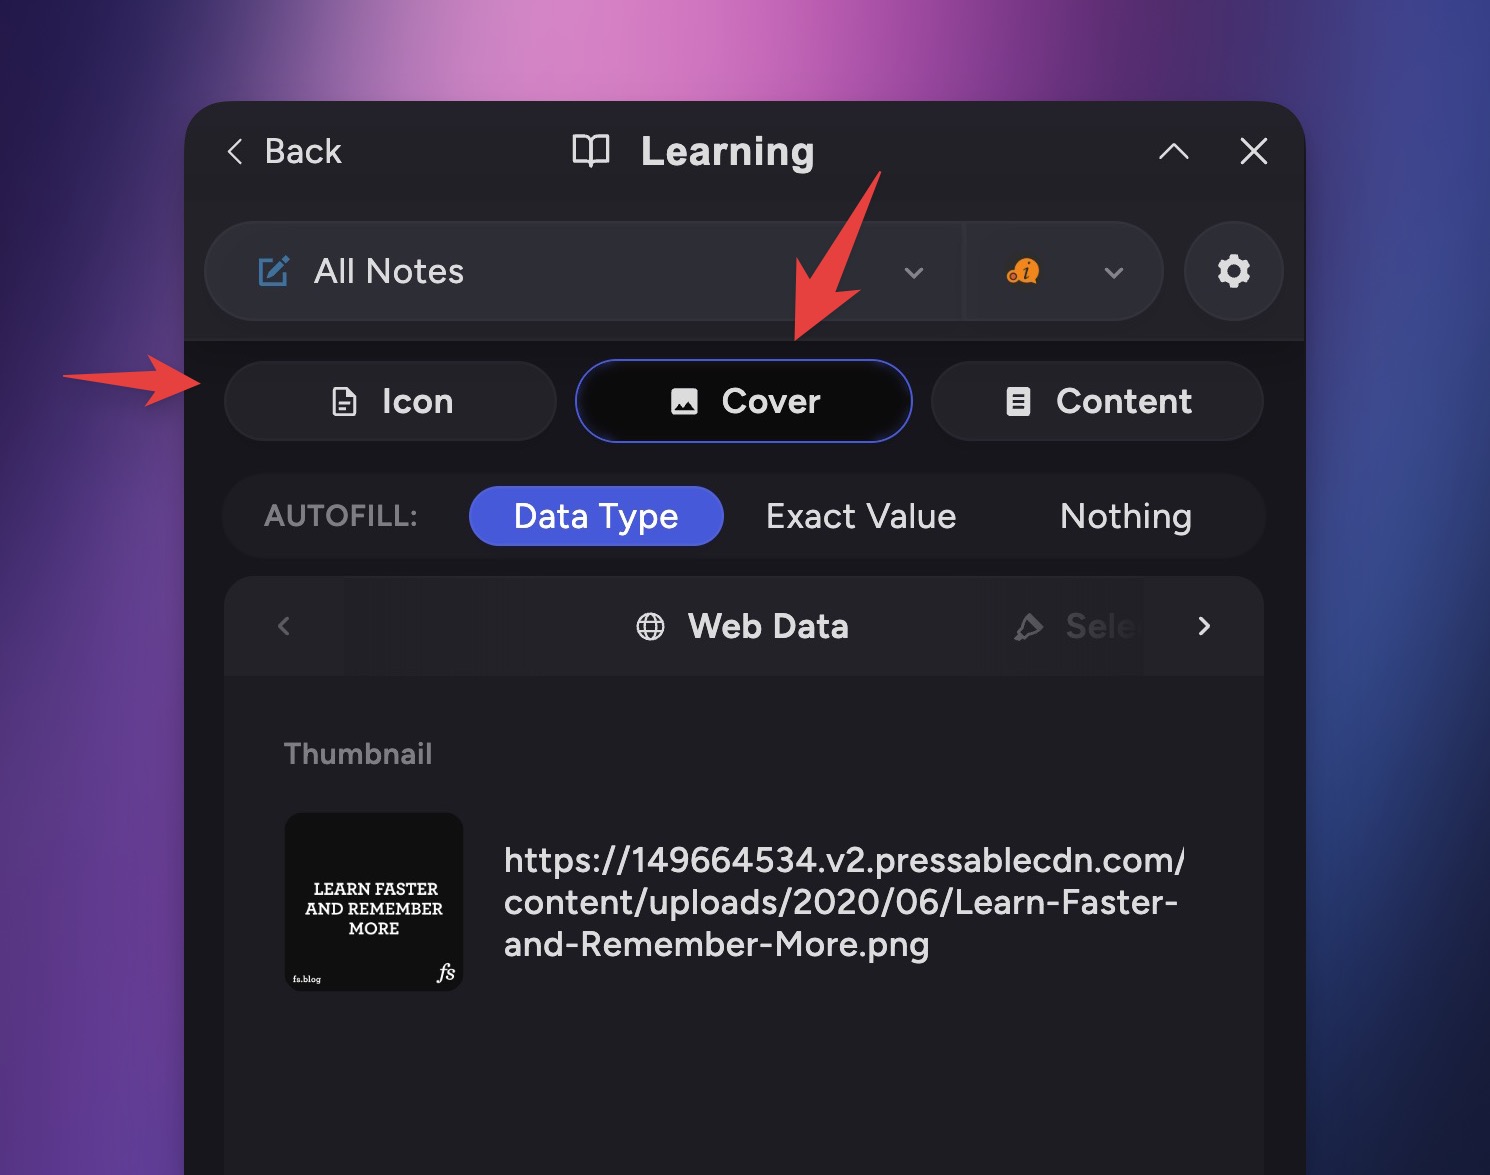 Back
Learning
All Notes
Icon
Cover
Content
AUTOFILL:
Data Type
Exact Value
Nothing
Web Data
Sele
Thumbnail
LEARN FASTER
AND REMEMBER
MORE
fs.blog
fs
https://149664534.v2.pressablecdn.com/
content/uploads/2020/06/Learn-Faster-
and-Remember-More.png